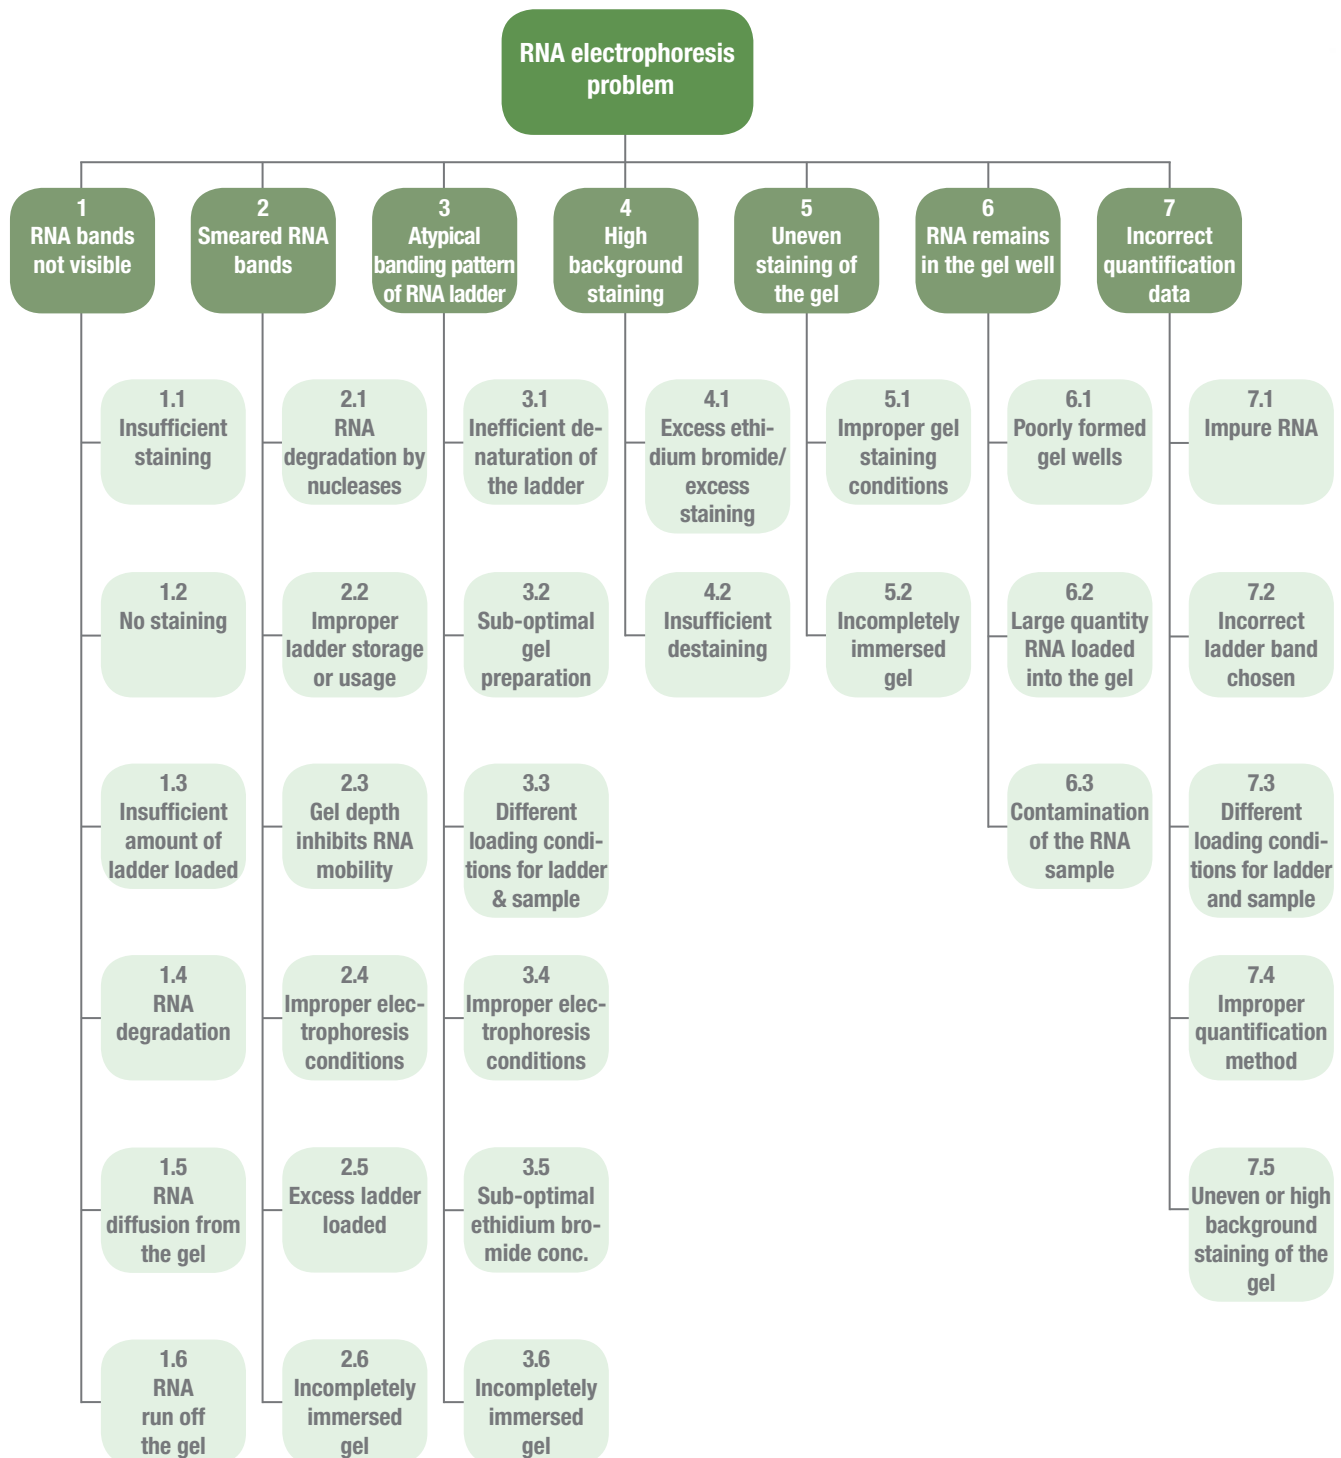 RNA electrophoresis
problem
1
RNA bands
not visible
2
Smeared RNA
bands
3
Atypical
banding pattern
of RNA ladder
4
High
background
staining
5
Uneven
staining of
the gel
6
RNA remains
in the gel well
7
Incorrect
quantification
data
1.1
Insufficient
staining
2.1
RNA
degradation by
nucleases
3.1
Inefficient de-
naturation of
the ladder
4.1
Excess ethi-
dium bromide/
excess
staining
5.1
Improper gel
staining
conditions
6.1
Poorly formed
gel wells
7.1
Impure RNA
1.2
No staining
2.2
Improper
ladder storage
or usage
3.2
Sub-optimal
gel
preparation
4.2
Insufficient
destaining
5.2
Incompletely
immersed
gel
6.2
Large quantity
RNA loaded
into the gel
7.2
Incorrect
ladder band
chosen
1.3
Insufficient
amount of
ladder loaded
2.3
Gel depth
inhibits RNA
mobility
3.3
Different
loading condi-
tions for ladder
& sample
6.3
Contamination
of the RNA
sample
7.3
Different
loading condi-
tions for ladder
and sample
1.4
RNA
degradation
2.4
Improper elec-
trophoresis
conditions
3.4
Improper elec-
trophoresis
conditions
7.4
Improper
quantification
method
1.5
RNA
diffusion from
the gel
2.5
Excess ladder
loaded
3.5
Sub-optimal
ethidium bro-
mide conc.
7.5
Uneven or high
background
staining of the
gel
1.6
RNA
run off
the gel
2.6
Incompletely
immersed
gel
3.6
Incompletely
immersed
gel